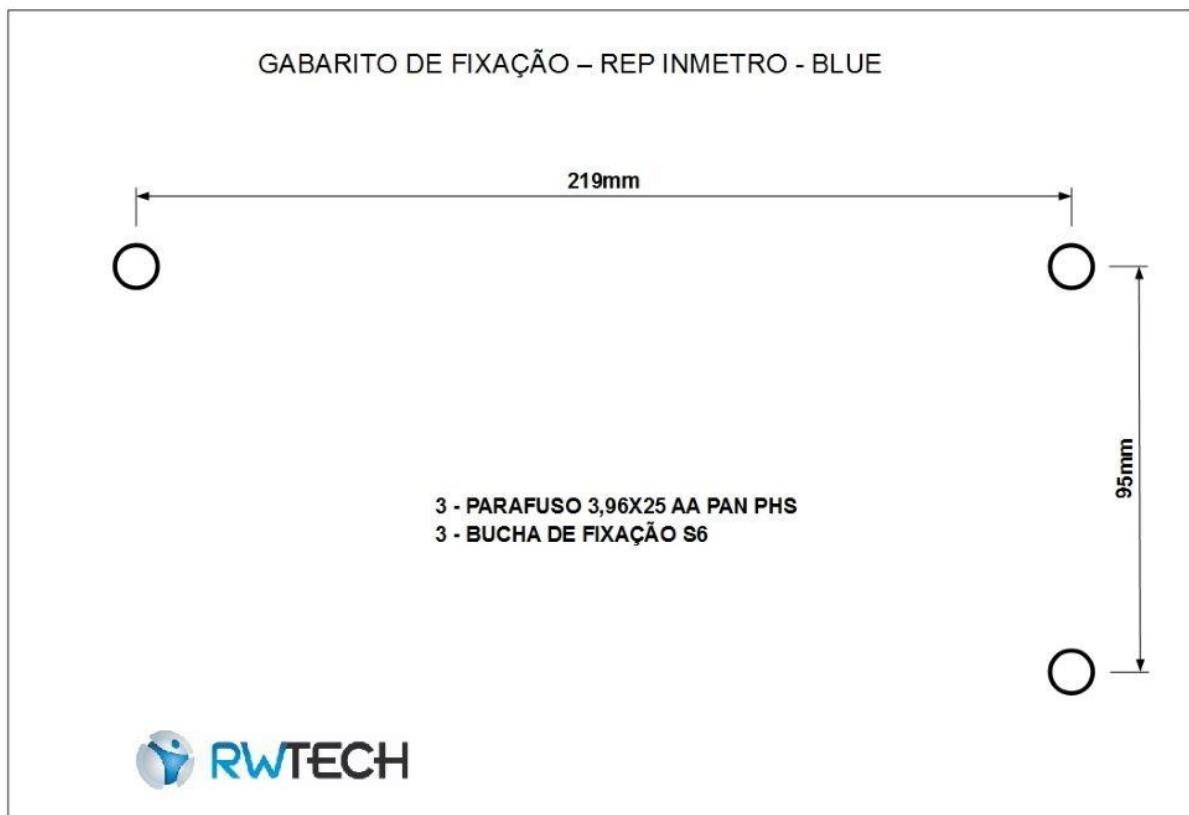 GABARITO DE FIXAÇÃO – REP INMETRO - BLUE
219mm
95mm
3 - PARAFUSO 3,96X25 AA PAN PHS
3 - BUCHA DE FIXAÇÃO S6
RWTECH